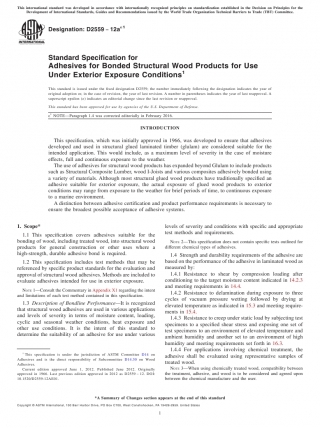 This international standard was developed in accordance with internationally recognized principles on standardization established in the Decision on Principles for the
Development of International Standards, Guides and Recommendations issued by the World Trade Organization Technical Barriers to Trade (TBT) Committee.
Designation: D2559 − 12aε1
Standard Specification for
Adhesives for Bonded Structural Wood Products for Use
Under Exterior Exposure Conditions1
This standard is issued under the fixed designation D2559; the number immediately following the designation indicates the year of
original adoption or, in the case of revision, the year of last revision. A number in parentheses indicates the year of last reapproval. A
superscript epsilon (ε) indicates an editorial change since the last revision or reapproval.
This standard has been approved for use by agencies of the U.S. Department of Defense.
ε1 NOTE—Paragraph 1.4 was corrected editorially in February 2014.
INTRODUCTION
This specification, which was initially approved in 1966, was developed to ensure that adhesives
developed and used in structural glued laminated timber (glulam) are considered suitable for the
intended application. This would include, as a maximum level of severity in the case of moisture
effects, full and continuous exposure to the weather.
The use of adhesives for structural wood products has expanded beyond Glulam to include products
such as Structural Composite Lumber, wood I-Joists and various composites adhesively bonded using
a variety of materials. Although most structural glued wood products have traditionally specified an
adhesive suitable for exterior exposure, the actual exposure of glued wood products to exterior
conditions may range from exposure to the weather for brief periods of time, to continuous exposure
to a marine environment.
A distinction between adhesive certification and product performance requirements is necessary to
ensure the broadest possible acceptance of adhesive systems.
1. Scope*
1.1 This specification covers adhesives suitable for the
bonding of wood, including treated wood, into structural wood
products for general construction or other uses where a
high-strength, durable adhesive bond is required.
1.2 This specification includes test methods that may be
referenced by specific product standards for the evaluation and
approval of structural wood adhesives. Methods are included to
evaluate adhesives intended for use in exterior exposure.
NOTE 1—Consult the Commentary in Appendix X1 regarding the intent
and limitations of each test method contained in this specification.
1.3 Description of Bondline Performance—It is recognized
that structural wood adhesives are used in various applications
and levels of severity in terms of moisture content, loading,
cyclic and seasonal weather conditions, heat exposure and
other use conditions. It is the intent of this standard to
determine the suitability of an adhesive for use under various
1 This specification is under the jurisdiction of ASTM Committee D14 on
Adhesives and is the direct responsibility of Subcommittee D14.30 on Wood
Adhesives.
Current edition approved June 1, 2012. Published June 2012. Originally
approved in 1966. Last previous edition approved in 2012 as D2559 – 12.
levels of severity and conditions with specific and appropriate
test methods and requirements.
NOTE 2—This specification does not contain specific tests outlined for
different chemical types of adhesives.
1.4 Strength and durability requirements of the adhesive are
based on the performance of the adhesive in laminated wood as
measured by:
1.4.1 Resistance to shear by compression loading after
conditioning to the target moisture content indicated in 14.2.3
and meeting requirements in 14.4.
1.4.2 Resistance to delamination during exposure to three
cycles of vacuum pressure wetting followed by drying at
elevated temperature as indicated in 15.3 and meeting require-
ments in 15.4.
1.4.3 Resistance to creep under static load by subjecting test
specimens to a specified shear stress and exposing one set of
test specimens to an environment of elevated temperature and
ambient humidity and another set to an environment of high
humidity and meeting requirements set forth in 16.3.
1.4.4 For applications involving chemical treatment, the
adhesive shall be evaluated using representative samples of
treated wood.
NOTE 3—When using chemically treated wood, compatibility between
the treatment, adhesive, and wood is to be considered and agreed upon
between the chemical manufacturer and the user.
*A Summary of Changes section appears at the end of this standard
Copyright © ASTM International, 100 Barr Harbor Drive, PO Box C700, West Conshohocken, PA 19428-2959. United States
1